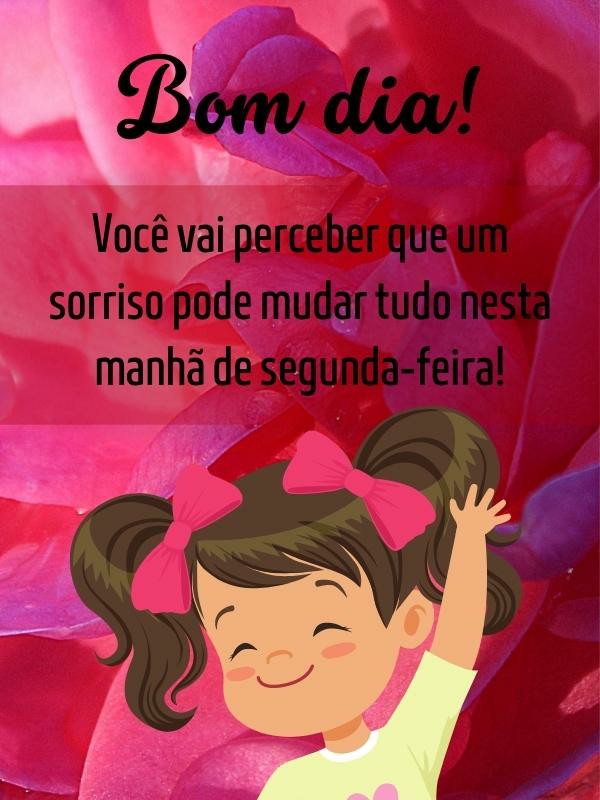 Bom dia!
Você vai perceber que um
sorriso pode mudar tudo nesta
manhã de segunda-feira!